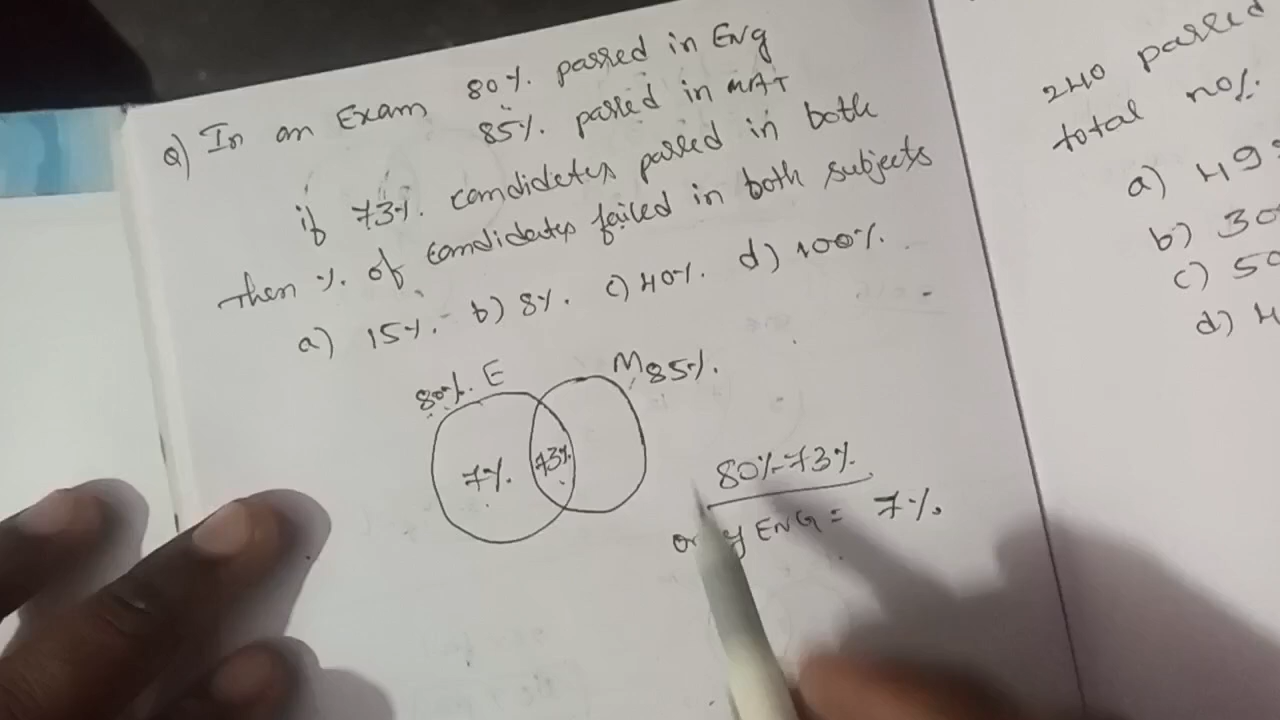 Q) In an Exam 80%. passed in Eng
85%. passed in MAT
if 73%. candidates passed in both
then %. of candidates failed in both subjects
a) 15%. b) 8%. c) 40%. d) 100%.
80%. E M 85%.
7%. 73%
80%-73%.
ENG = 7%.
240 passed
total no%.
a) 49
b) 30
c) 50
d) 4